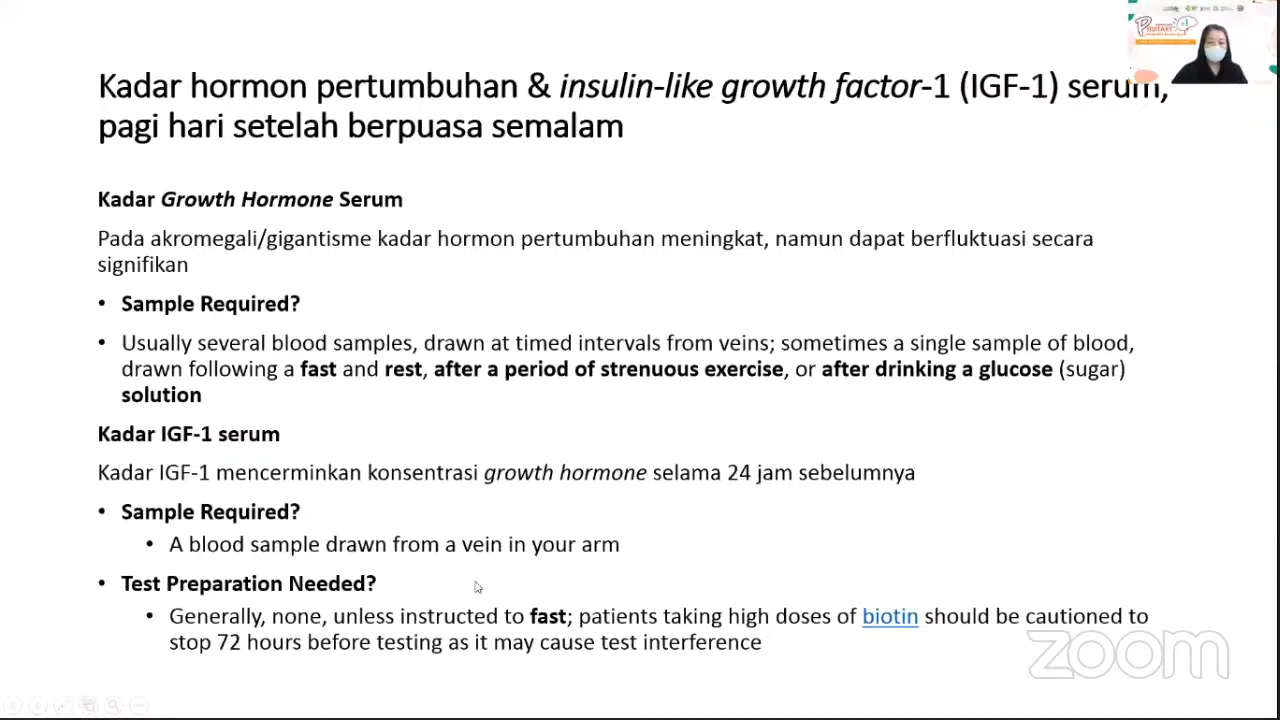 Kadar hormon pertumbuhan & insulin-like growth factor-1 (IGF-1) serum,
pagi hari setelah berpuasa semalam
Kadar Growth Hormone Serum
Pada akromegali/gigantisme kadar hormon pertumbuhan meningkat, namun dapat berfluktuasi secara
signifikan
• Sample Required?
• Usually several blood samples, drawn at timed intervals from veins; sometimes a single sample of blood,
drawn following a fast and rest, after a period of strenuous exercise, or after drinking a glucose (sugar)
solution
Kadar IGF-1 serum
Kadar IGF-1 mencerminkan konsentrasi growth hormone selama 24 jam sebelumnya
• Sample Required?
• A blood sample drawn from a vein in your arm
• Test Preparation Needed?
• Generally, none, unless instructed to fast; patients taking high doses of biotin should be cautioned to
stop 72 hours before testing as it may cause test interference
zoom